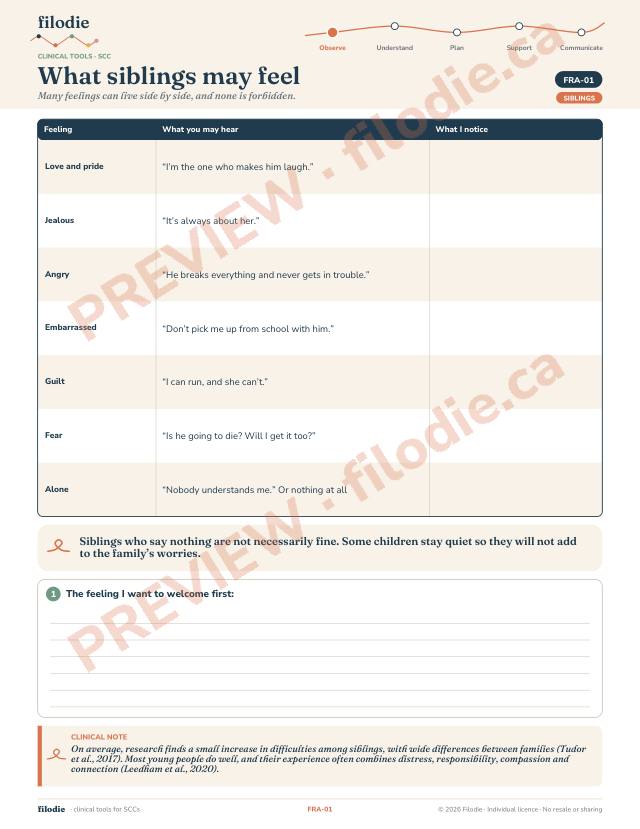 filodie
CLINICAL TOOLS · SCC
Observe
Understand
Plan
Support
Communicate
What siblings may feel
Many feelings can live side by side, and none is forbidden.
FRA-01
SIBLINGS
Feeling What you may hear What I notice
Love and pride “I’m the one who makes him laugh.”
Jealous “It’s always about her.”
Angry “He breaks everything and never gets in trouble.”
Embarrassed “Don’t pick me up from school with him.”
Guilt “I can run, and she can’t.”
Fear “Is he going to die? Will I get it too?”
Alone “Nobody understands me.” Or nothing at all
PREVIEW · filodie.ca
PREVIEW · filodie.ca
Siblings who say nothing are not necessarily fine. Some children stay quiet so they will not add
to the family’s worries.
1 The feeling I want to welcome first:
CLINICAL NOTE
On average, research finds a small increase in difficulties among siblings, with wide differences between families (Tudor
et al., 2017). Most young people do well, and their experience often combines distress, responsibility, compassion and
connection (Leedham et al., 2020).
filodie · clinical tools for SCCs
FRA-01
© 2026 Filodie · Individual licence · No resale or sharing